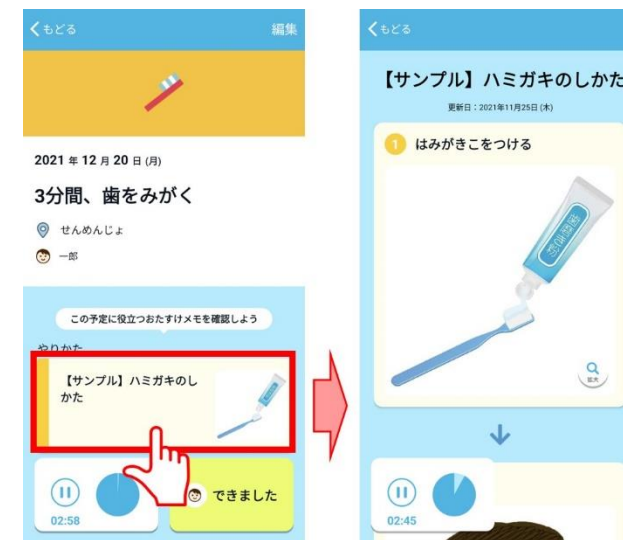 もどる
編集
2021 年 12 月 20 日 (月)
3分間、歯をみがく
せんめんじょ
一郎
この予定に役立つおたすけメモを確認しよう
やりかた
【サンプル】ハミガキのし
かた
02:58
できました
もどる
【サンプル】ハミガキのしかた
更新日：2021年11月25日 (木)
1 はみがきこをつける
歯磨き粉
拡大
02:45